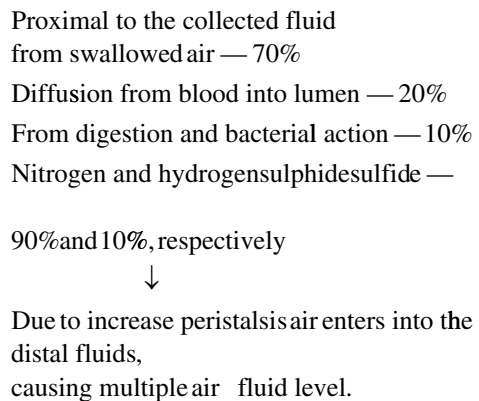 Proximal to the collected fluid
from swallowed air — 70%
Diffusion from blood into lumen — 20%
From digestion and bacterial action — 10%
Nitrogen and hydrogensulphidesulfide —
90%and10%, respectively
↓
Due to increase peristalsis air enters into the
distal fluids,
causing multiple air fluid level.